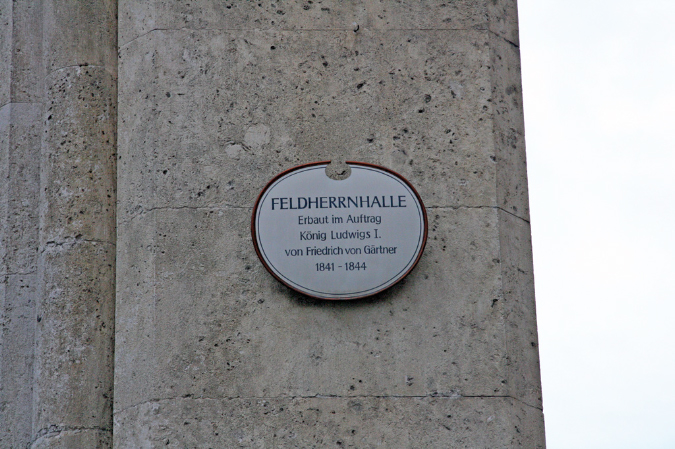 FELDHERRNHALLE
Erbaut im Auftrag
König Ludwigs I.
von Friedrich von Gärtner
1841 - 1844